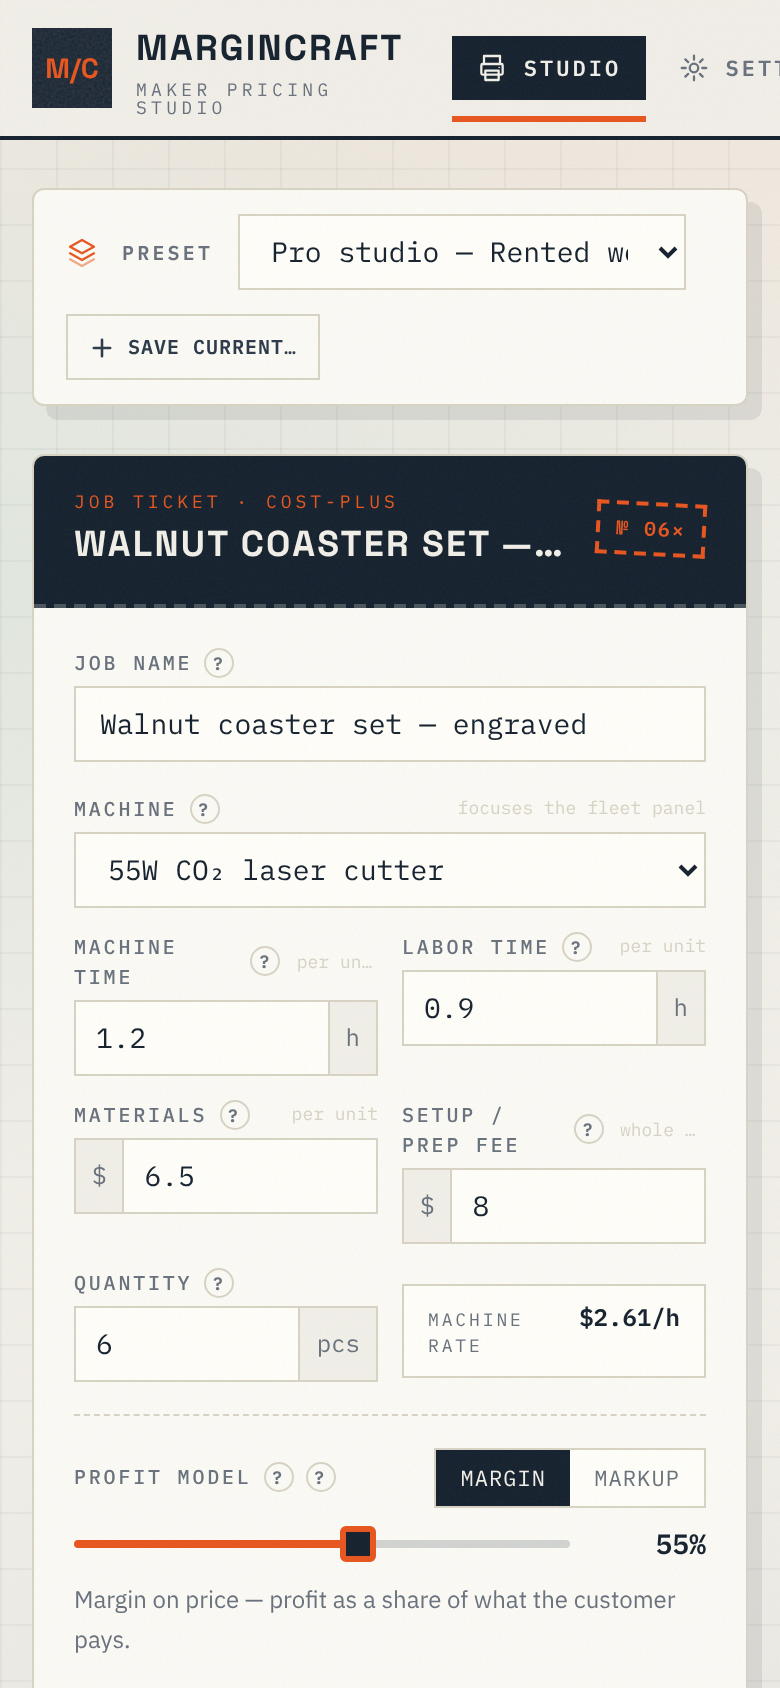 M/C
MARGINCRAFT
MAKER PRICING
STUDIO
STUDIO
SETT
PRESET
Pro studio — Rented wo
+ SAVE CURRENT…
JOB TICKET · COST-PLUS
WALNUT COASTER SET —…
№ 06×
JOB NAME ?
Walnut coaster set — engraved
MACHINE ? focuses the fleet panel
55W CO₂ laser cutter
MACHINE
TIME
? per un…
1.2 h
LABOR TIME ? per unit
0.9 h
MATERIALS ? per unit
$ 6.5
SETUP /
PREP FEE
? whole …
$ 8
QUANTITY ?
6 pcs
MACHINE
RATE
$2.61/h
PROFIT MODEL ? ?
MARGIN MARKUP
55%
Margin on price — profit as a share of what the customer
pays.